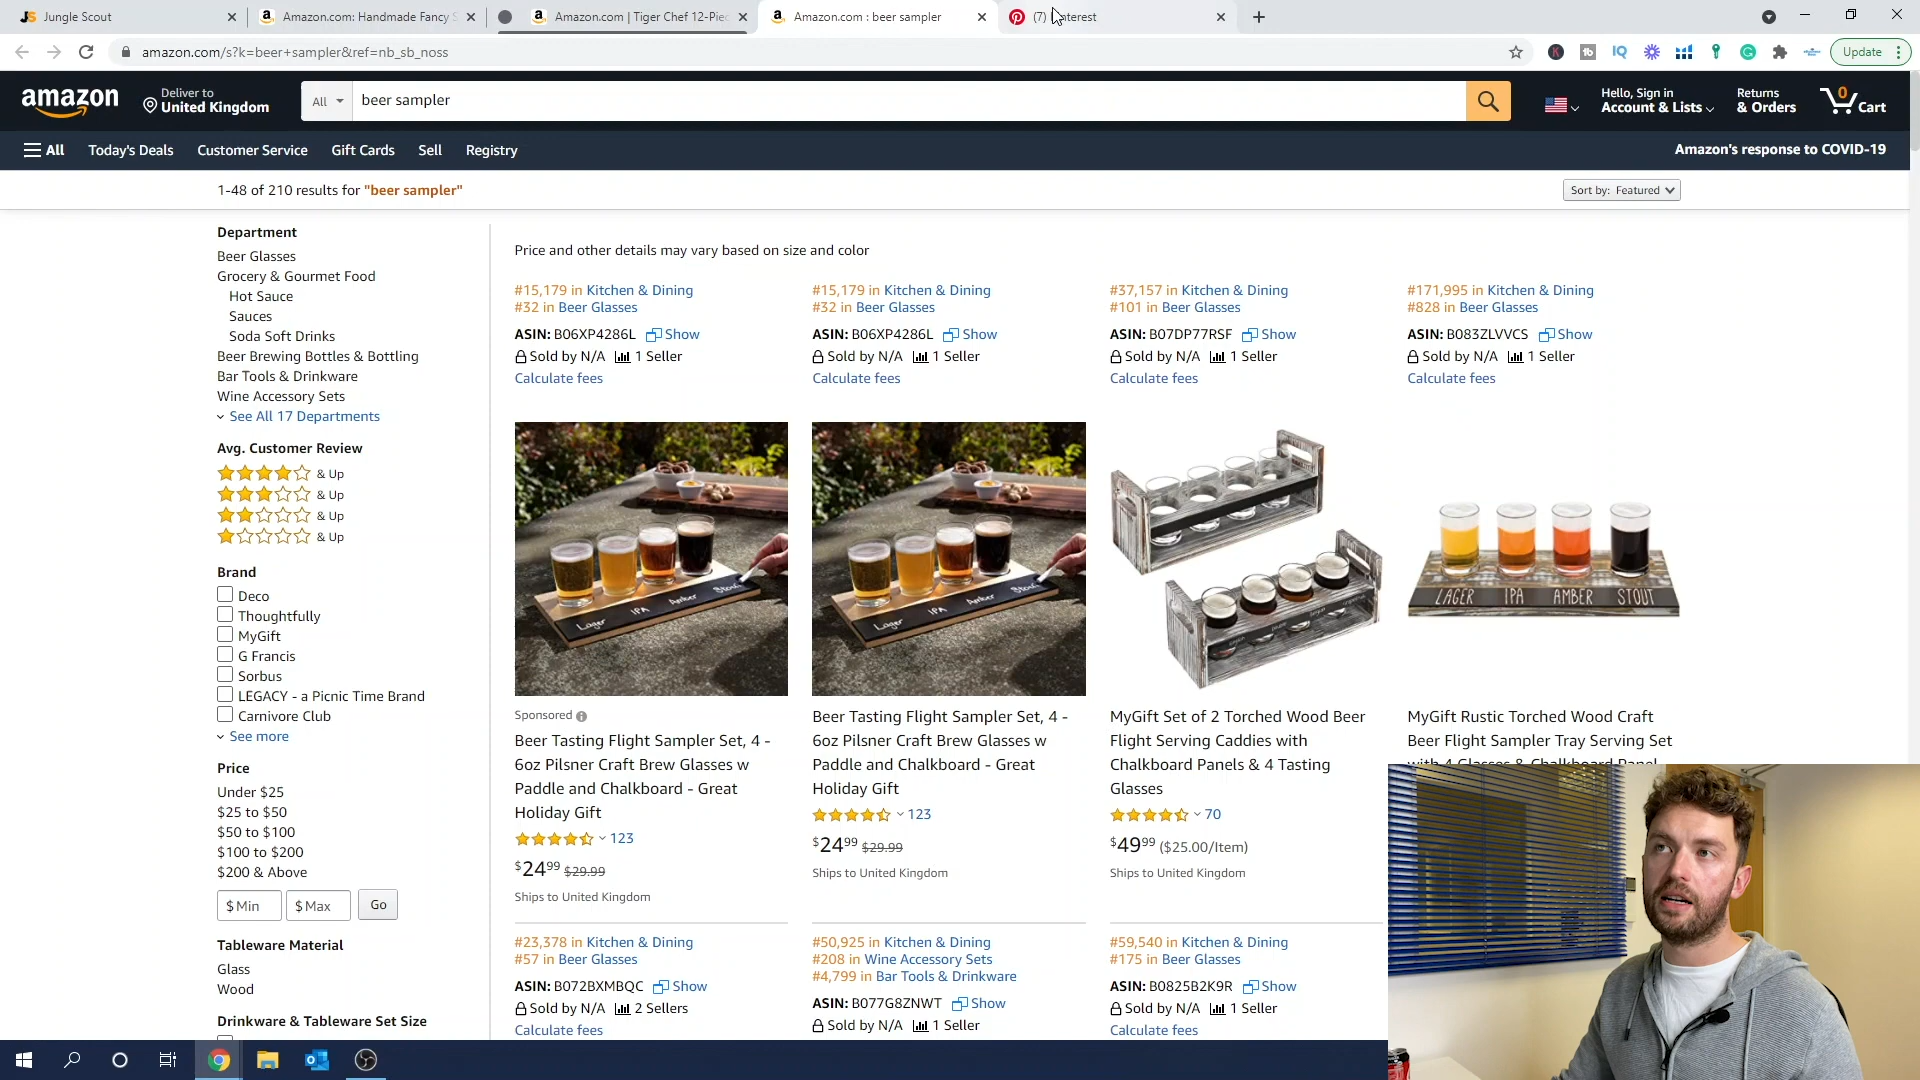 Jungle Scout
Amazon.com: Handmade Fancy S
Amazon.com | Tiger Chef 12-Piec
Amazon.com : beer sampler
(7)
interest
amazon.com/s?k=beer+sampler&ref=nb_sb_noss
Update
amazon
Deliver to
United Kingdom
All
beer sampler
Hello, Sign in
Account & Lists
Returns
& Orders
0
Cart
All
Today's Deals
Customer Service
Gift Cards
Sell
Registry
Amazon's response to COVID-19
1-48 of 210 results for "beer sampler"
Sort by: Featured
Department
Beer Glasses
Grocery & Gourmet Food
Hot Sauce
Sauces
Soda Soft Drinks
Beer Brewing Bottles & Bottling
Bar Tools & Drinkware
Wine Accessory Sets
See All 17 Departments
Avg. Customer Review
& Up
& Up
& Up
& Up
Brand
Deco
Thoughtfully
MyGift
G Francis
Sorbus
LEGACY - a Picnic Time Brand
Carnivore Club
See more
Price
Under $25
$25 to $50
$50 to $100
$100 to $200
$200 & Above
$ Min
$ Max
Go
Tableware Material
Glass
Wood
Drinkware & Tableware Set Size
Price and other details may vary based on size and color
#15,179 in Kitchen & Dining
#32 in Beer Glasses
ASIN: B06XP4286L Show
Sold by N/A 1 Seller
Calculate fees
Lager IPA Amber Stout
Sponsored
Beer Tasting Flight Sampler Set, 4 -
6oz Pilsner Craft Brew Glasses w
Paddle and Chalkboard - Great
Holiday Gift
123
$24.99 $29.99
Ships to United Kingdom
#15,179 in Kitchen & Dining
#32 in Beer Glasses
ASIN: B06XP4286L Show
Sold by N/A 1 Seller
Calculate fees
Lager IPA Amber Stout
Beer Tasting Flight Sampler Set, 4 -
6oz Pilsner Craft Brew Glasses w
Paddle and Chalkboard - Great
Holiday Gift
123
$24.99 $29.99
Ships to United Kingdom
#37,157 in Kitchen & Dining
#101 in Beer Glasses
ASIN: B07DP77RSF Show
Sold by N/A 1 Seller
Calculate fees
MyGift Set of 2 Torched Wood Beer
Flight Serving Caddies with
Chalkboard Panels & 4 Tasting
Glasses
70
$49.99 ($25.00/Item)
Ships to United Kingdom
#171,995 in Kitchen & Dining
#828 in Beer Glasses
ASIN: B083ZLVVCS Show
Sold by N/A 1 Seller
Calculate fees
LAGER IPA AMBER STOUT
MyGift Rustic Torched Wood Craft
Beer Flight Sampler Tray Serving Set
with 4 Glasses & Chalkboard Panel
#23,378 in Kitchen & Dining
#57 in Beer Glasses
ASIN: B072BXMBQC Show
Sold by N/A 2 Sellers
Calculate fees
#50,925 in Kitchen & Dining
#208 in Wine Accessory Sets
#4,799 in Bar Tools & Drinkware
ASIN: B077G8ZNWT Show
Sold by N/A 1 Seller
#59,540 in Kitchen & Dining
#175 in Beer Glasses
ASIN: B0825B2K9R Show
Sold by N/A 1 Seller
Calculate fees